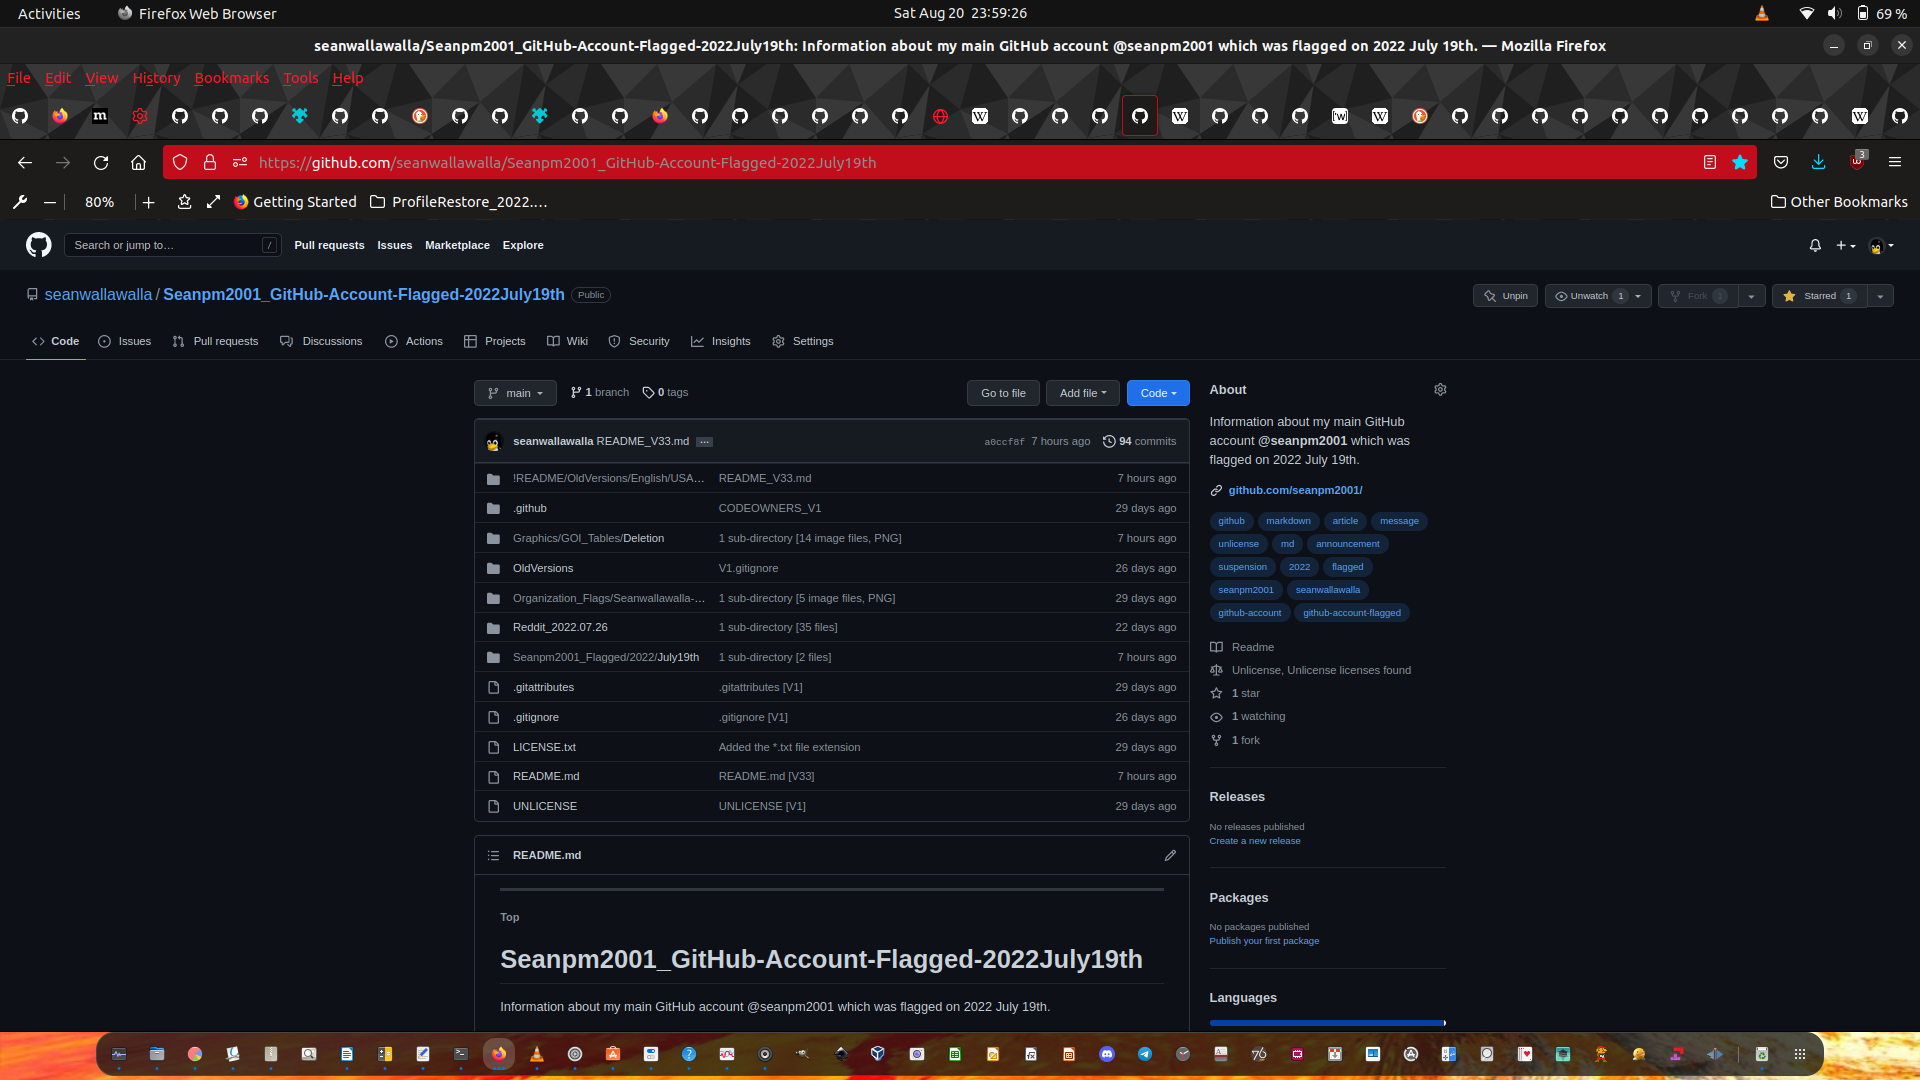 Activities Firefox Web Browser Sat Aug 20 23:59:26 69 %
seanwallawalla/Seanpm2001_GitHub-Account-Flagged-2022July19th: Information about my main GitHub account @seanpm2001 which was flagged on 2022 July 19th. — Mozilla Firefox
File Edit View History Bookmarks Tools Help
https://github.com/seanwallawalla/Seanpm2001_GitHub-Account-Flagged-2022July19th 3
80% Getting Started ProfileRestore_2022.… Other Bookmarks
Search or jump to… / Pull requests Issues Marketplace Explore
seanwallawalla / Seanpm2001_GitHub-Account-Flagged-2022July19th Public Unpin Unwatch 1 Fork 1 Starred 1
Code Issues Pull requests Discussions Actions Projects Wiki Security Insights Settings
main 1 branch 0 tags Go to file Add file Code
seanwallawalla README_V33.md … a0ccf8f 7 hours ago 94 commits
!README/OldVersions/English/USA… README_V33.md 7 hours ago
.github CODEOWNERS_V1 29 days ago
Graphics/GOI_Tables/Deletion 1 sub-directory [14 image files, PNG] 7 hours ago
OldVersions V1.gitignore 26 days ago
Organization_Flags/Seanwallawalla-… 1 sub-directory [5 image files, PNG] 29 days ago
Reddit_2022.07.26 1 sub-directory [35 files] 22 days ago
Seanpm2001_Flagged/2022/July19th 1 sub-directory [2 files] 7 hours ago
.gitattributes .gitattributes [V1] 29 days ago
.gitignore .gitignore [V1] 26 days ago
LICENSE.txt Added the *.txt file extension 29 days ago
README.md README.md [V33] 7 hours ago
UNLICENSE UNLICENSE [V1] 29 days ago
README.md
Top
Seanpm2001_GitHub-Account-Flagged-2022July19th
Information about my main GitHub account @seanpm2001 which was flagged on 2022 July 19th.
About
Information about my main GitHub
account @seanpm2001 which was
flagged on 2022 July 19th.
github.com/seanpm2001/
github markdown article message
unlicense md announcement
suspension 2022 flagged
seanpm2001 seanwallawalla
github-account github-account-flagged
Readme
Unlicense, Unlicense licenses found
1 star
1 watching
1 fork
Releases
No releases published
Create a new release
Packages
No packages published
Publish your first package
Languages